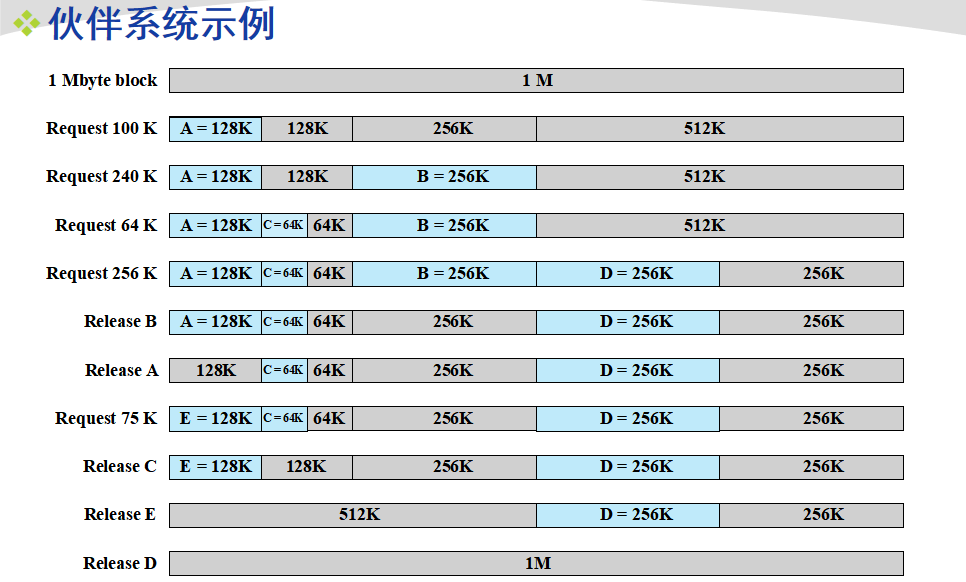 伙伴系统示例
1 Mbyte block 1 M
Request 100 K A = 128K 128K 256K 512K
Request 240 K A = 128K 128K B = 256K 512K
Request 64 K A = 128K C = 64K 64K B = 256K 512K
Request 256 K A = 128K C = 64K 64K B = 256K D = 256K 256K
Release B A = 128K C = 64K 64K 256K D = 256K 256K
Release A 128K C = 64K 64K 256K D = 256K 256K
Request 75 K E = 128K C = 64K 64K 256K D = 256K 256K
Release C E = 128K 128K 256K D = 256K 256K
Release E 512K D = 256K 256K
Release D 1M